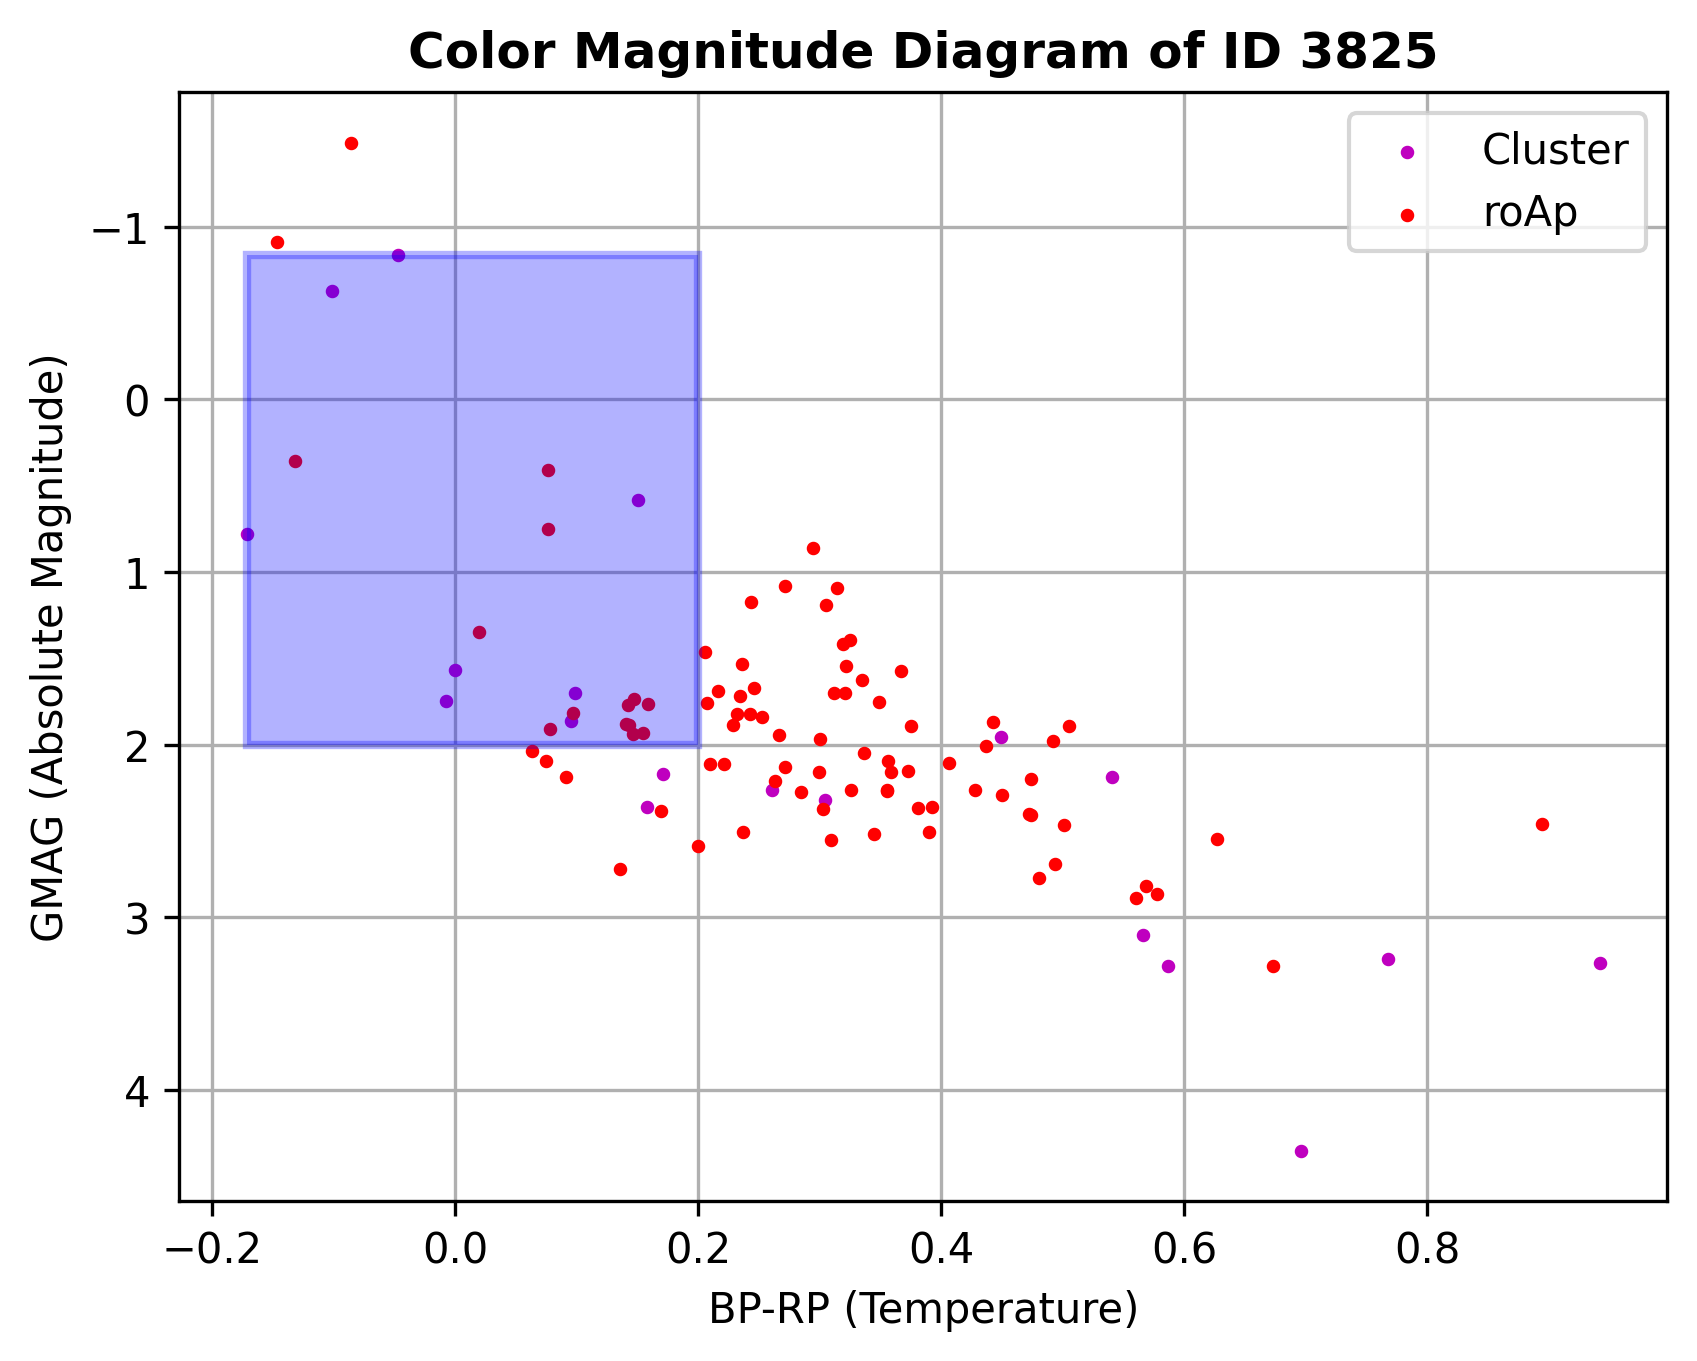 Color Magnitude Diagram of ID 3825
Cluster
roAp
GMAG (Absolute Magnitude)
−1
0
1
2
3
4
−0.2 0.0 0.2 0.4 0.6 0.8
BP-RP (Temperature)